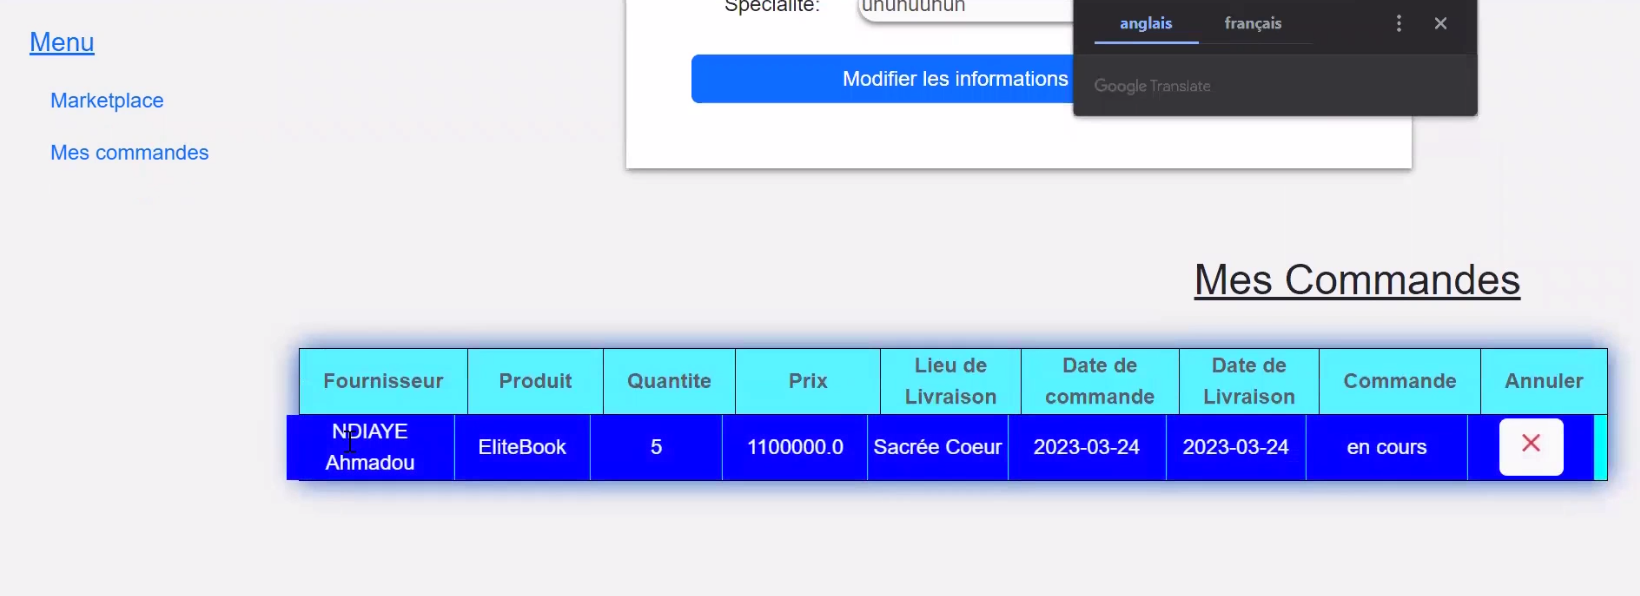 Menu
Marketplace
Mes commandes
Spécialité:
uhuhuuhuh
Modifier les informations
anglais
français
Google Translate
Mes Commandes
Fournisseur
Produit
Quantite
Prix
Lieu de
Livraison
Date de
commande
Date de
Livraison
Commande
Annuler
NDIAYE
Ahmadou
EliteBook
5
1100000.0
Sacrée Coeur
2023-03-24
2023-03-24
en cours